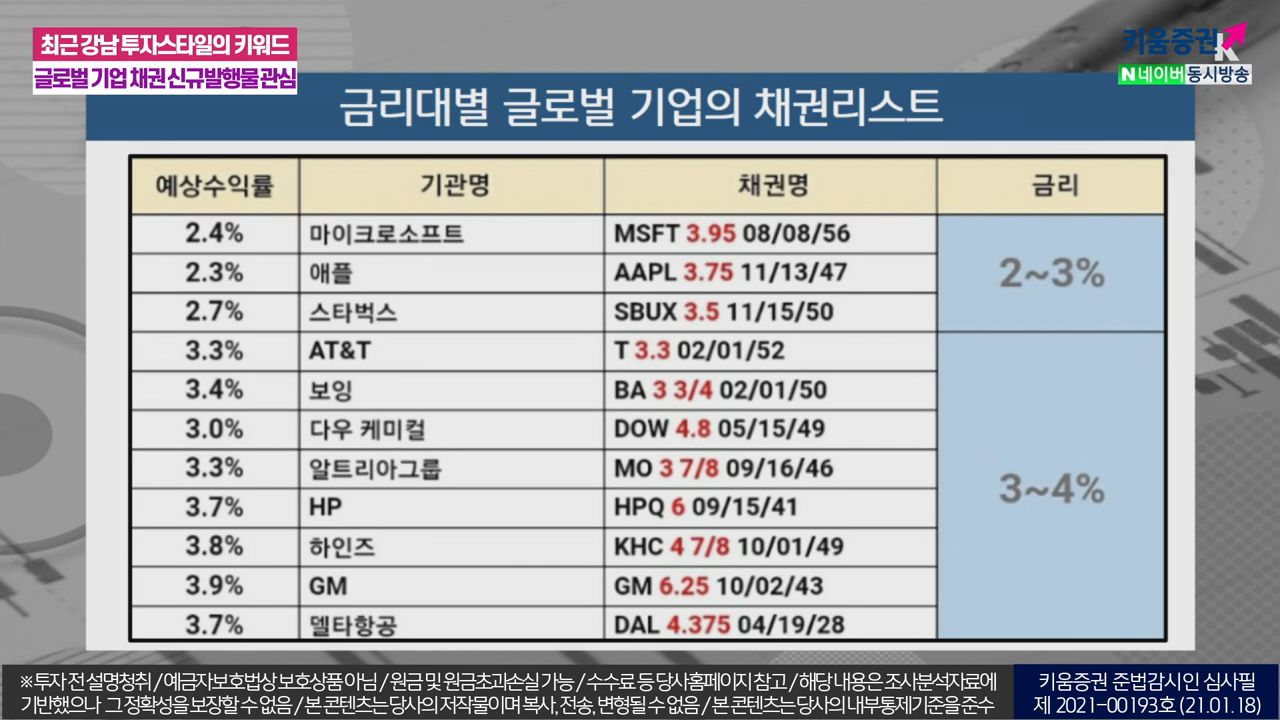 최근 강남 투자스타일의 키워드
글로벌 기업 채권 신규발행물 관심
키움증권
N 네이버 동시방송
금리대별 글로벌 기업의 채권리스트
예상수익률 기관명 채권명 금리
2.4% 마이크로소프트 MSFT 3.95 08/08/56
2.3% 애플 AAPL 3.75 11/13/47
2~3%
2.7% 스타벅스 SBUX 3.5 11/15/50
3.3% AT&T T 3.3 02/01/52
3.4% 보잉 BA 3 3/4 02/01/50
3.0% 다우 케미컬 DOW 4.8 05/15/49
3.3% 알트리아그룹 MO 3 7/8 09/16/46
3~4%
3.7% HP HPQ 6 09/15/41
3.8% 하인즈 KHC 4 7/8 10/01/49
3.9% GM GM 6.25 10/02/43
3.7% 델타항공 DAL 4.375 04/19/28
※ 투자 전 설명청취 / 예금자보호법상 보호상품 아님 / 원금 및 원금초과손실 가능 / 수수료 등 당사홈페이지 참고 / 해당 내용은 조사분석자료에
기반했으나 그 정확성을 보장할 수 없음 / 본 콘텐츠는 당사의 저작물이며 복사, 전송, 변형될 수 없음 / 본 콘텐츠는 당사의 내부통제기준을 준수
키움증권 준법감시인 심사필
제 2021-00193호 (21.01.18)